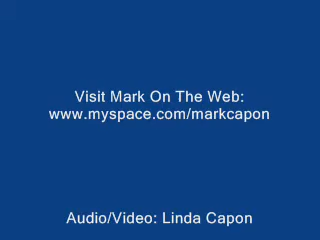 Visit Mark On The Web:
www.myspace.com/markcapon
Audio/Video: Linda Capon